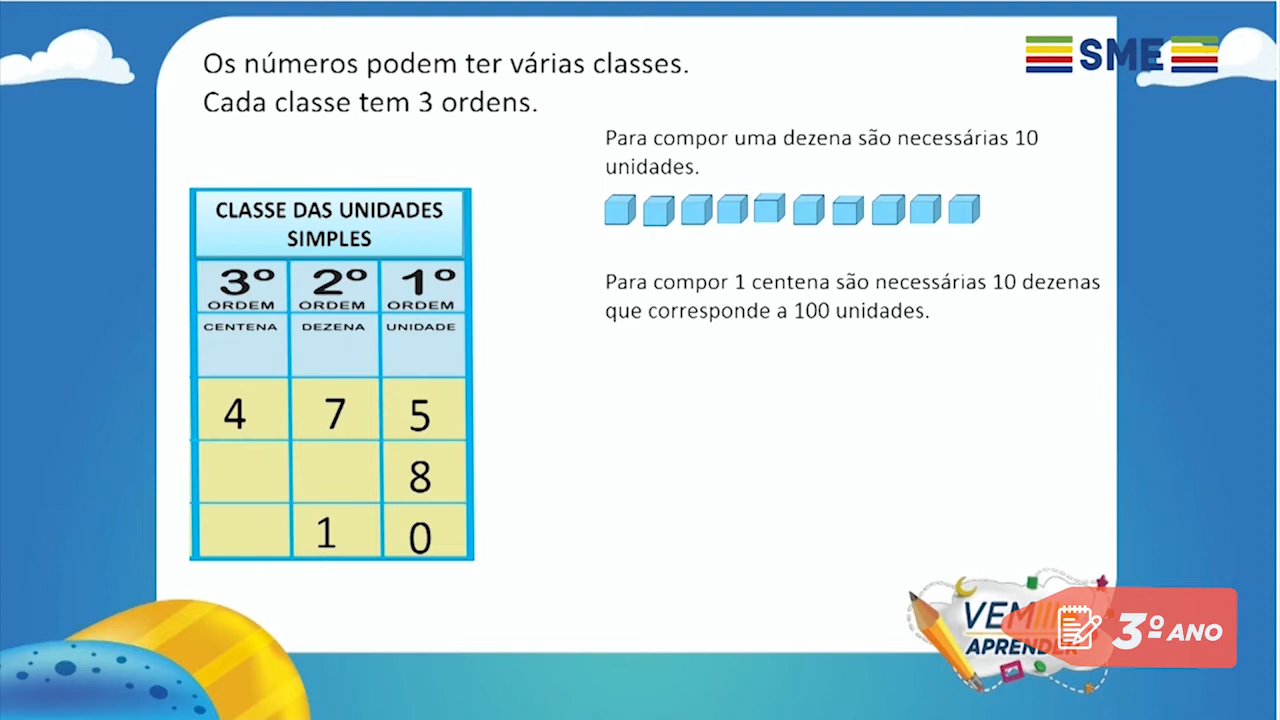 Os números podem ter várias classes.
Cada classe tem 3 ordens.
SME
Para compor uma dezena são necessárias 10
unidades.
CLASSE DAS UNIDADES
SIMPLES
3º 2º 1º
ORDEM ORDEM ORDEM
CENTENA DEZENA UNIDADE
Para compor 1 centena são necessárias 10 dezenas
que corresponde a 100 unidades.
4 7 5
8
1 0
VEM
APRENDER
3º ANO